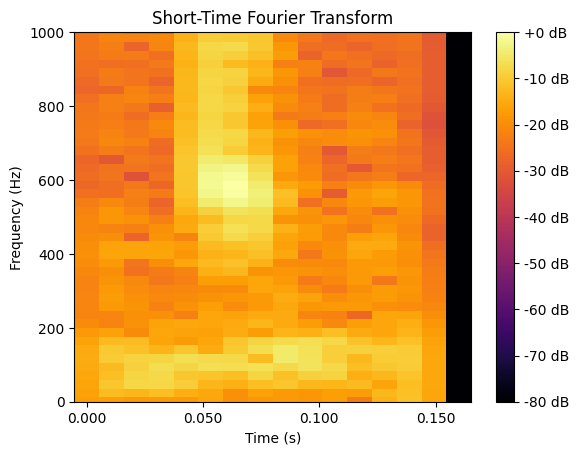 Short-Time Fourier Transform
1000
800
600
400
200
0
Frequency (Hz)
0.000
0.050
0.100
0.150
Time (s)
+0 dB
-10 dB
-20 dB
-30 dB
-40 dB
-50 dB
-60 dB
-70 dB
-80 dB